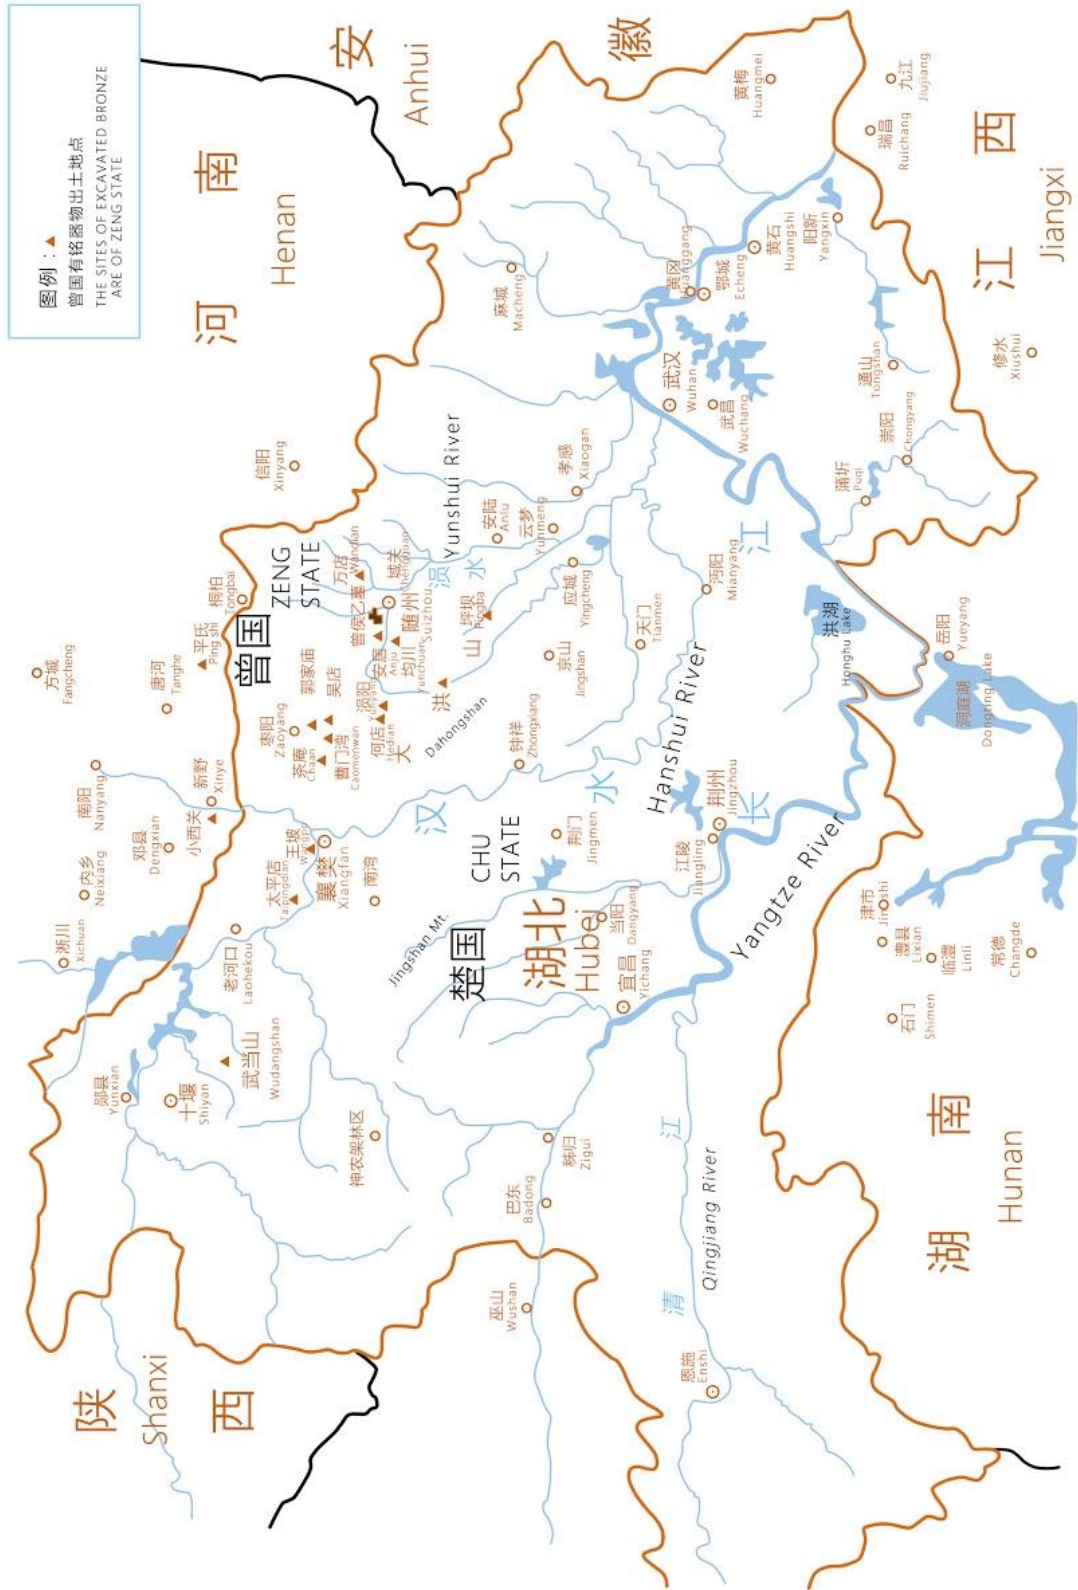 图例：▲
曾国有铭器物出土地点
THE SITES OF EXCAVATED BRONZE
ARE OF ZENG STATE
陕
西
Shanxi
河
南
Henan
安
徽
Anhui
湖
南
Hunan
江
西
Jiangxi
湖北
Hubei
曾国
ZENG
STATE
楚国
CHU
STATE
淅川
Xichuan
内乡
Neixiang
邓县
Dengxian
南阳
Nanyang
新野
Xinye
小西关
方城
Fangcheng
唐河
Tanghe
平氏
Ping shi
桐柏
Tongbai
信阳
Xinyang
郧县
Yunxian
十堰
Shiyan
武当山
Wudangshan
老河口
Laohekou
太平店
Taipingdian
王坡
Wangpo
襄樊
Xiangfan
南湾
神农架林区
枣阳
Zaoyang
茶庵
Chaan
郭家庙
吴店
曹门湾
Caomenwan
涢阳
Yunyang
何店
Hedian
安居
Anju
均川
Yunchuan
曾侯乙墓
万店
Wandian
城关
Chengguan
随州
Suizhou
坪坝
Pingba
大
洪
山
Dahongshan
涢
水
Yunshui River
安陆
Anlu
云梦
Yunmeng
孝感
Xiaogan
应城
Yingcheng
京山
Jingshan
天门
Tianmen
沔阳
Mianyang
钟祥
Zhongxiang
汉
水
Hanshui River
荆门
Jingmen
Jingshan Mt.
当阳
Dangyang
宜昌
Yichang
江陵
Jiangling
荆州
Jingzhou
长
江
Yangtze River
秭归
Zigui
巴东
Badong
巫山
Wushan
清
江
Qingjiang River
恩施
Enshi
麻城
Macheng
黄冈
Huanggang
鄂城
Echeng
黄石
Huangshi
阳新
Yangxin
黄梅
Huangmei
九江
Jiujiang
瑞昌
Ruichang
武汉
Wuhan
武昌
Wuchang
通山
Tongshan
崇阳
Chongyang
蒲圻
Puqi
修水
Xiushui
洪湖
Honghu Lake
岳阳
Yueyang
洞庭湖
Dongting Lake
津市
Jinshi
澧县
Lixian
临澧
Linli
常德
Changde
石门
Shimen